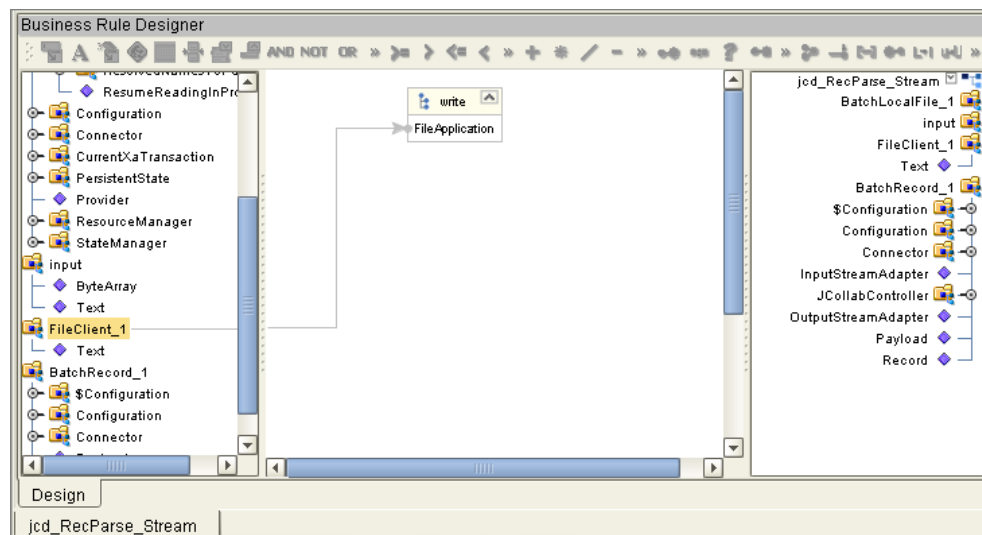 Business Rule Designer
A AND NOT OR » >= > <= < » + * / - » ? » »
ResumeReadingInPro
Configuration
Connector
CurrentXaTransaction
PersistentState
Provider
ResourceManager
StateManager
input
ByteArray
Text
FileClient_1
Text
BatchRecord_1
$Configuration
Configuration
Connector
write
FileApplication
jcd_RecParse_Stream
BatchLocalFile_1
input
FileClient_1
Text
BatchRecord_1
$Configuration
Configuration
Connector
InputStreamAdapter
JCollabController
OutputStreamAdapter
Payload
Record
Design
jcd_RecParse_Stream